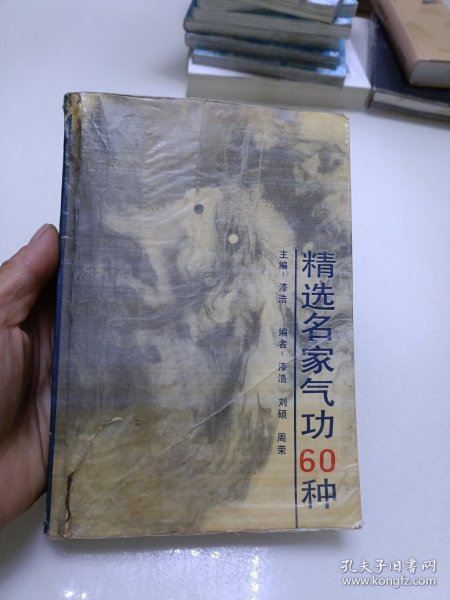 精选名家气功60种
主编：漆浩 编者：漆浩 刘硕 周荣
孔夫子旧书网
www.kongfz.com